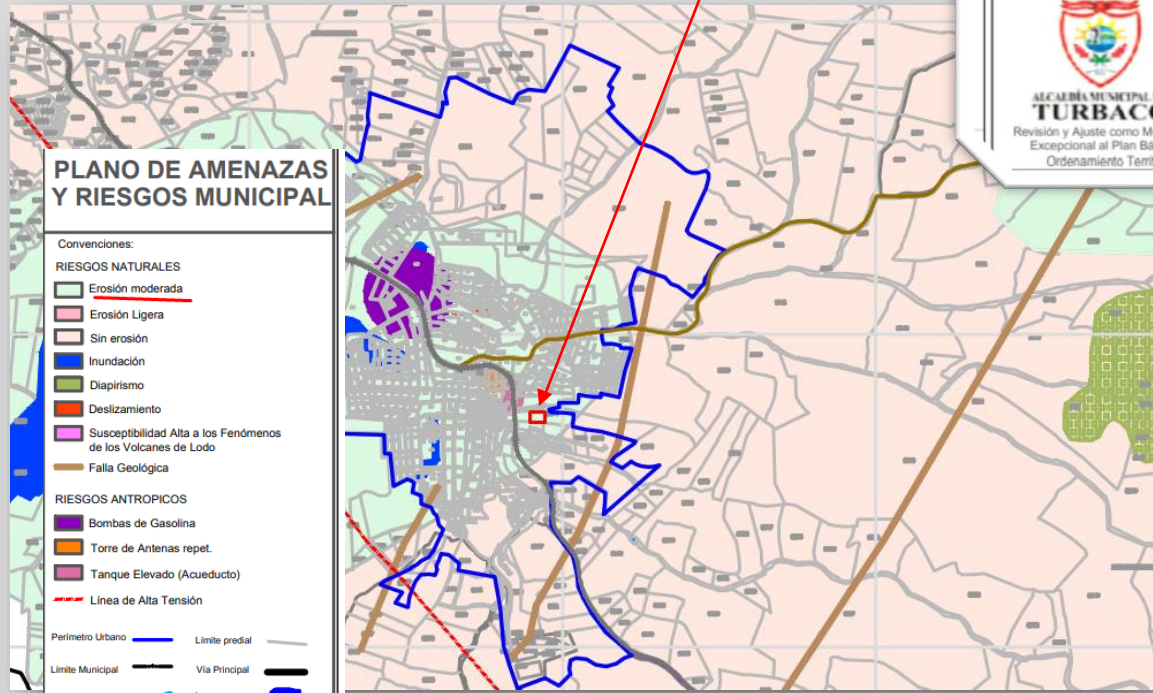 PLANO DE AMENAZAS
Y RIESGOS MUNICIPAL
Convenciones:
RIESGOS NATURALES
Erosión moderada
Erosión Ligera
Sin erosión
Inundación
Diapirismo
Deslizamiento
Susceptibilidad Alta a los Fenómenos
de los Volcanes de Lodo
Falla Geológica
RIESGOS ANTROPICOS
Bombas de Gasolina
Torre de Antenas repet.
Tanque Elevado (Acueducto)
Línea de Alta Tensión
Perímetro Urbano
Límite predial
Límite Municipal
Vía Principal
ALCALDÍA MUNICIPAL
TURBACO
Revisión y Ajuste como
Excepcional al Plan
Ordenamiento